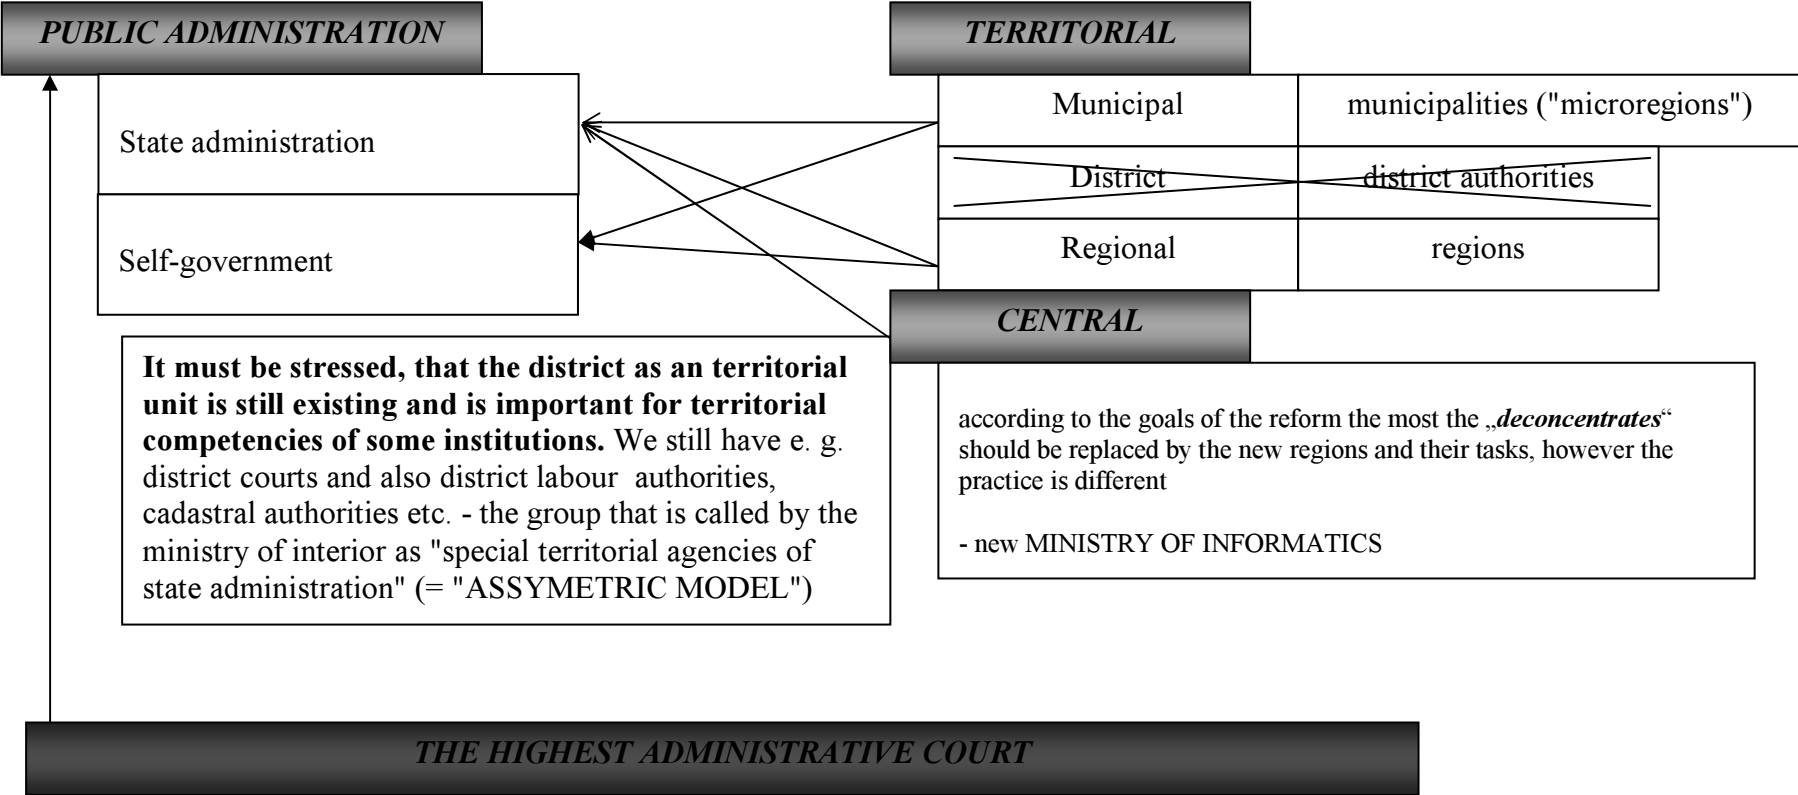 PUBLIC ADMINISTRATION
State administration
Self-government
TERRITORIAL
Municipal municipalities ("microregions")
District district authorities
Regional regions
CENTRAL
according to the goals of the reform the most the „deconcentrates“
should be replaced by the new regions and their tasks, however the
practice is different
- new MINISTRY OF INFORMATICS
It must be stressed, that the district as an territorial
unit is still existing and is important for territorial
competencies of some institutions. We still have e. g.
district courts and also district labour authorities,
cadastral authorities etc. - the group that is called by the
ministry of interior as "special territorial agencies of
state administration" (= "ASSYMETRIC MODEL")
THE HIGHEST ADMINISTRATIVE COURT